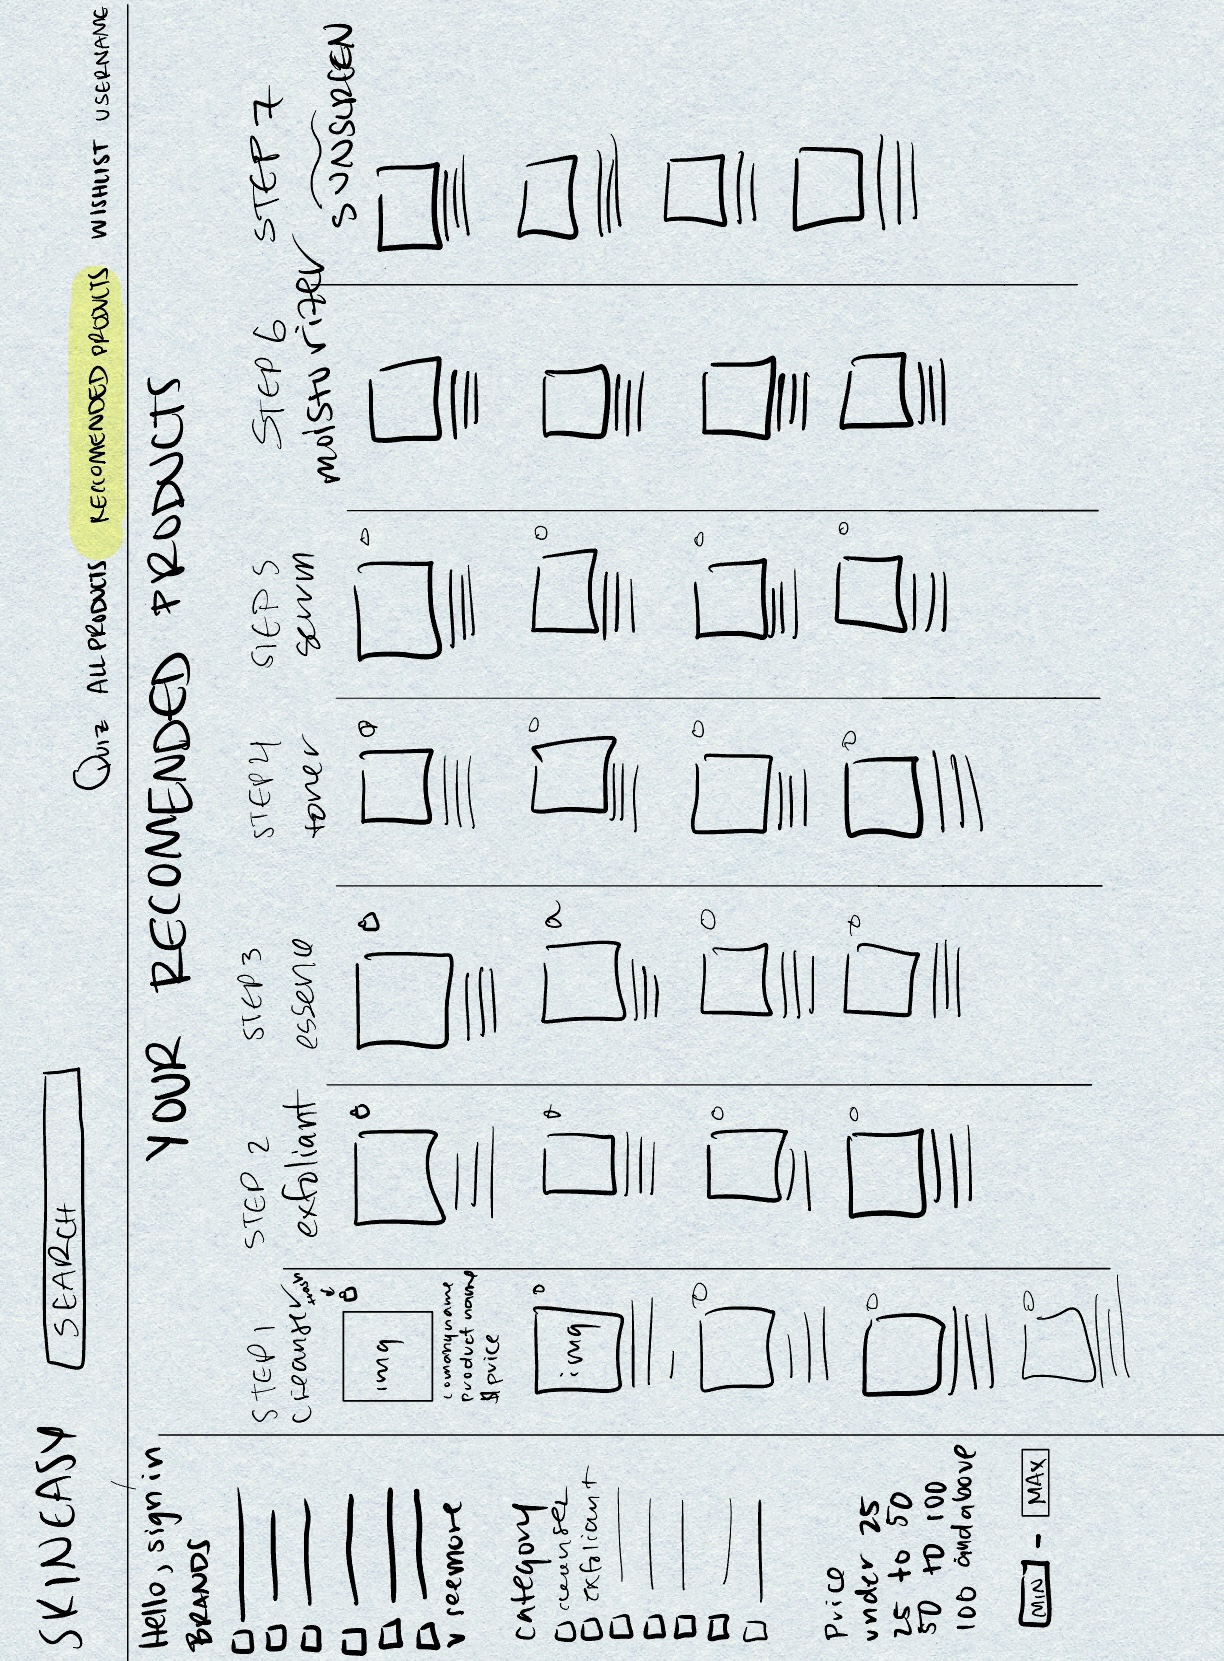 SKINEASY
SEARCH
QUIZ
ALL PRODUCTS
RECCOMENDED PRODUCTS
WISHLIST
USERNAME
Hello, sign in
BRANDS
v seemore
category
cleanser
exfoliant
Price
under 25
25 to 50
50 to 100
100 and above
MIN - MAX
YOUR RECOMENDED PRODUCTS
STEP 1
cleanser
trash
img
comany name
product name
$ price
img
STEP 2
exfoliant
STEP 3
essence
STEP 4
toner
STEP 5
serum
STEP 6
moisturizer
STEP 7
SUNSCREEN